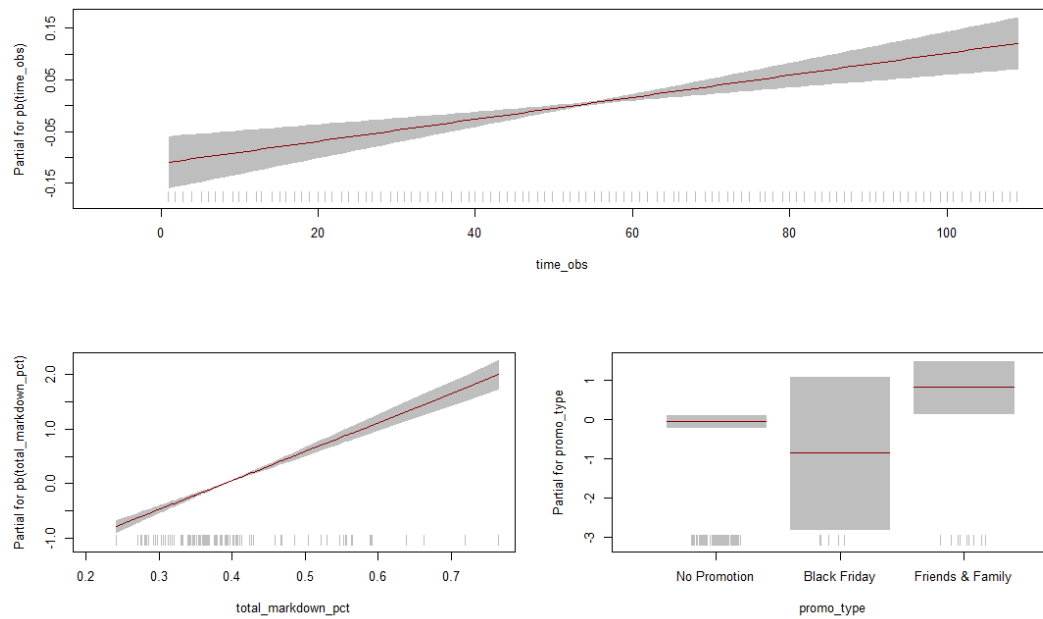 Partial for pb(time_obs)
0.15
0.05
-0.05
-0.15
0 20 40 60 80 100
time_obs
Partial for pb(total_markdown_pct)
2.0
1.0
0.0
-1.0
0.2 0.3 0.4 0.5 0.6 0.7
total_markdown_pct
Partial for promo_type
1
0
-1
-2
-3
No Promotion Black Friday Friends & Family
promo_type